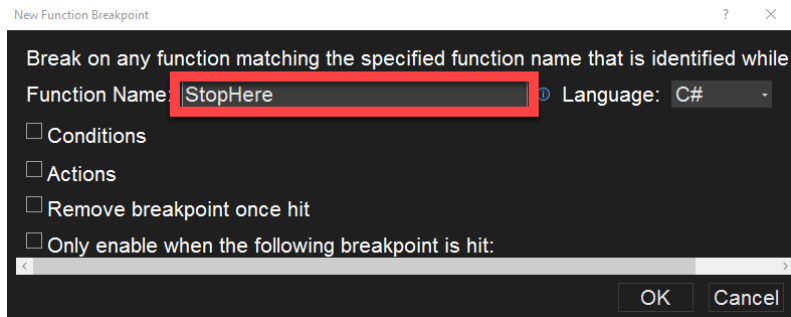 New Function Breakpoint ? ×
Break on any function matching the specified function name that is identified while
Function Name: StopHere Language: C#
Conditions
Actions
Remove breakpoint once hit
Only enable when the following breakpoint is hit:
OK Cancel